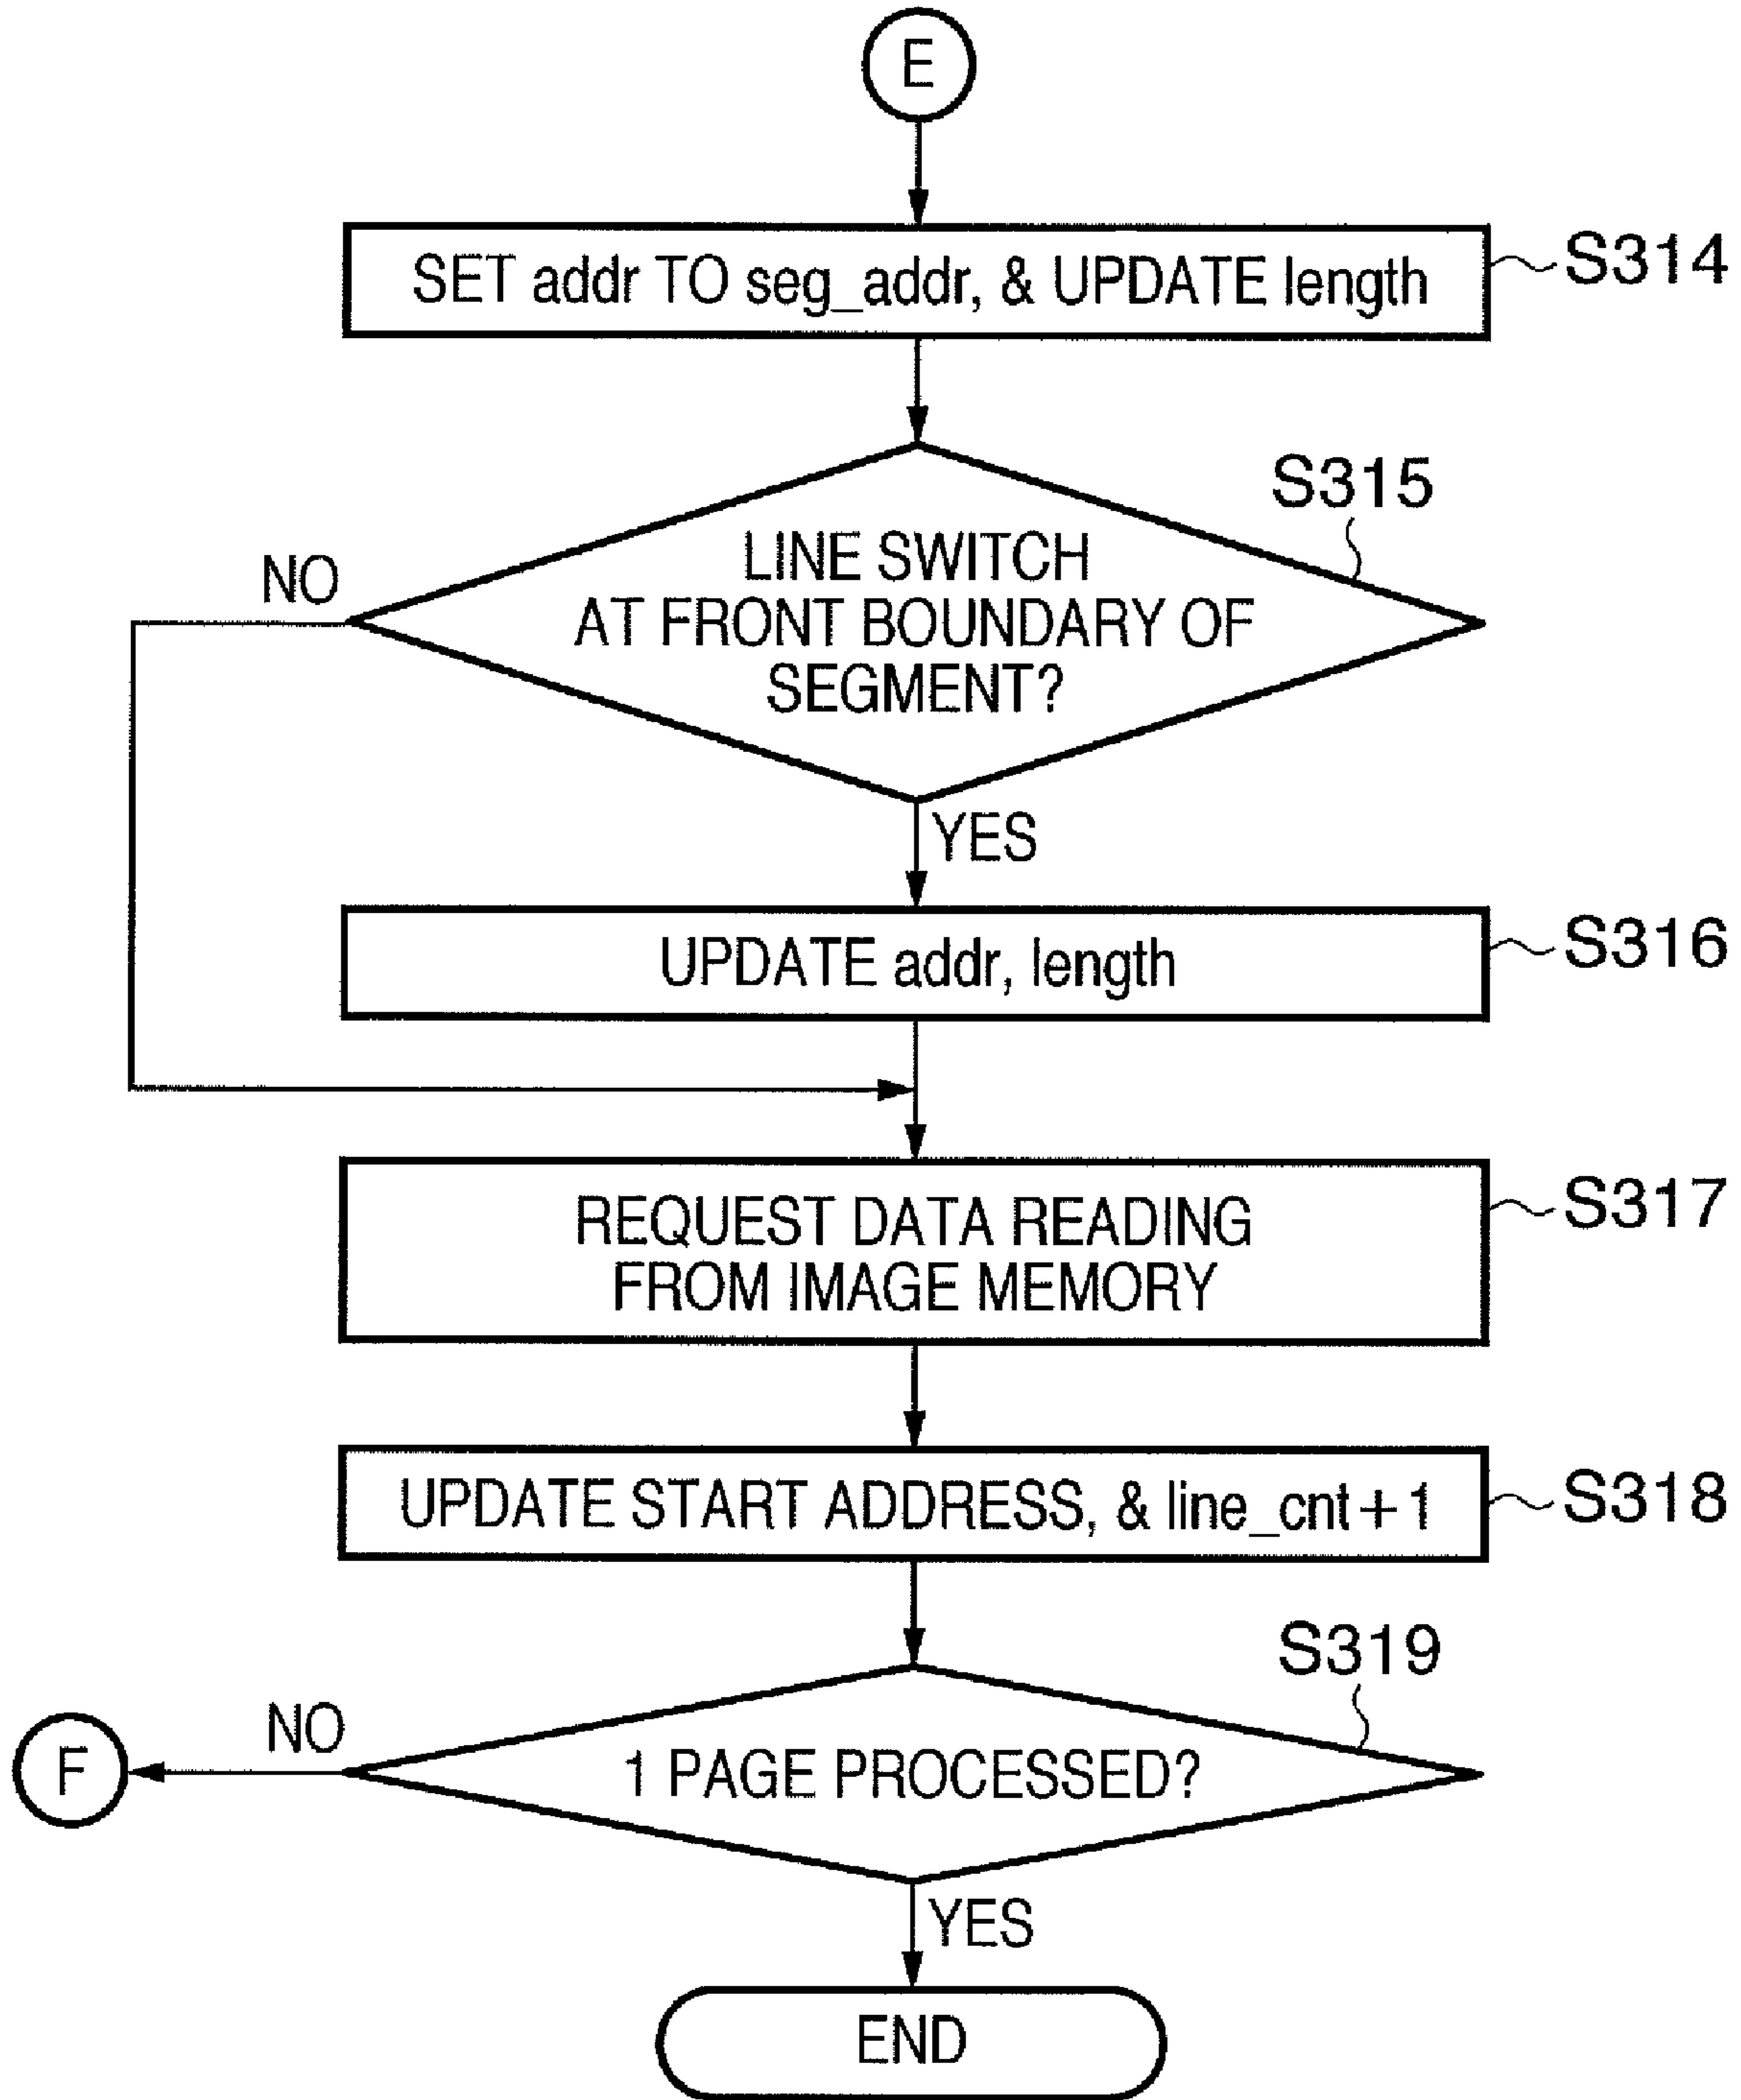 E
SET addr TO seg_addr, & UPDATE length
S314
S315
LINE SWITCH
AT FRONT BOUNDARY OF
SEGMENT?
NO
YES
UPDATE addr, length
S316
REQUEST DATA READING
FROM IMAGE MEMORY
S317
UPDATE START ADDRESS, & line_cnt+1
S318
S319
1 PAGE PROCESSED?
NO
F
YES
END